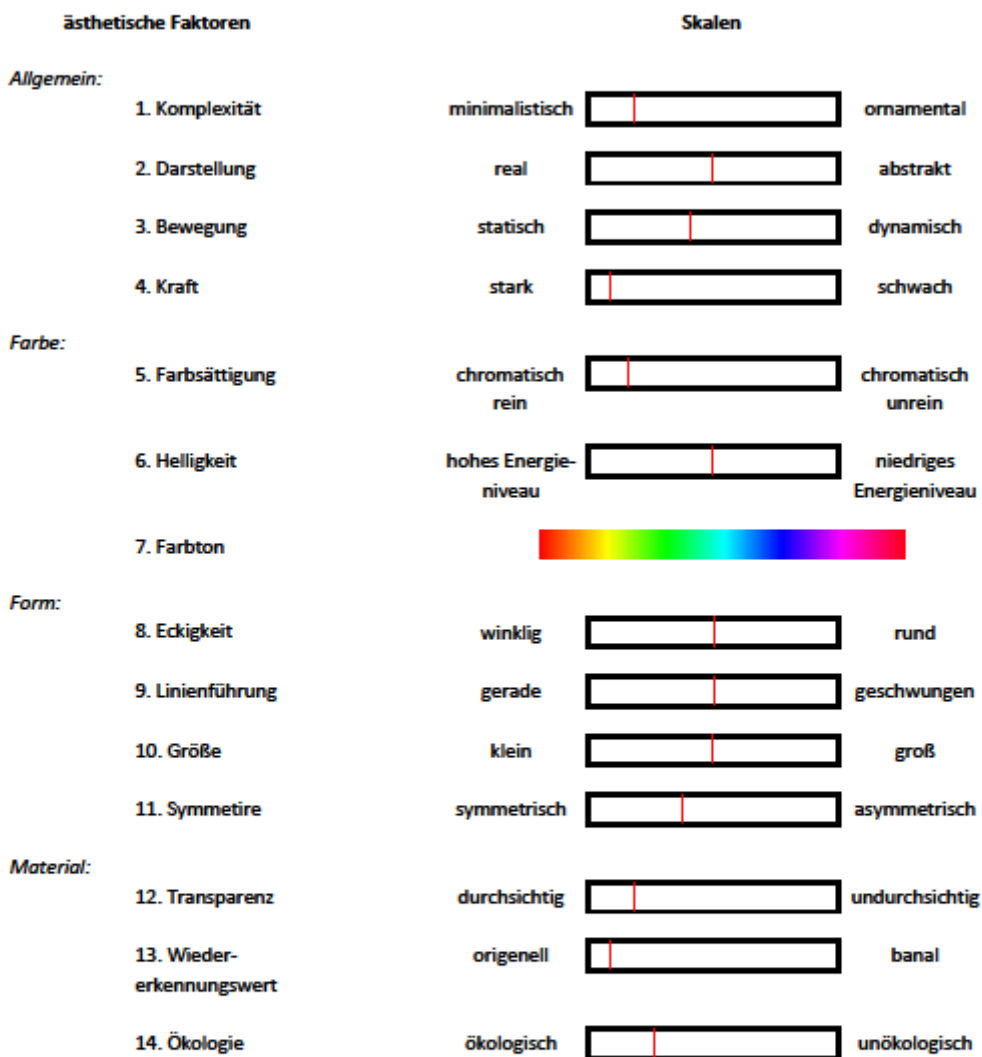 ästhetische Faktoren Skalen
Allgemein:
1. Komplexität minimalistisch ornamental
2. Darstellung real abstrakt
3. Bewegung statisch dynamisch
4. Kraft stark schwach
Farbe:
5. Farbsättigung chromatisch chromatisch
rein unrein
6. Helligkeit hohes Energie- niedriges
niveau Energieniveau
7. Farbton
Form:
8. Eckigkeit winklig rund
9. Linienführung gerade geschwungen
10. Größe klein groß
11. Symmetire symmetrisch asymmetrisch
Material:
12. Transparenz durchsichtig undurchsichtig
13. Wieder- origenell banal
erkennungswert
14. Ökologie ökologisch unökologisch